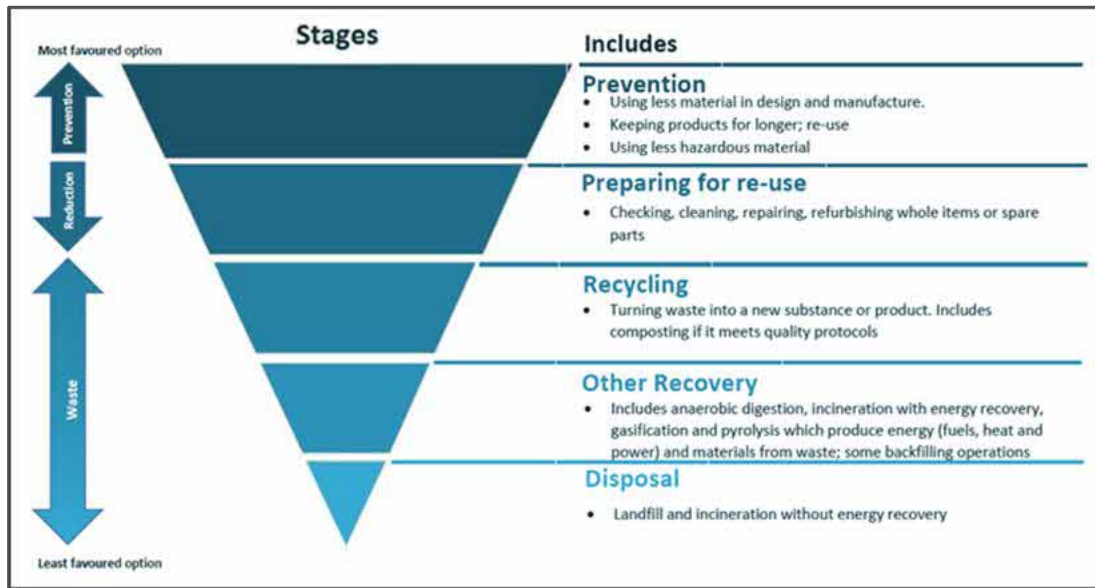 Stages
Includes
Most favoured option
Prevention
Reduction
Waste
Least favoured option
Prevention
• Using less material in design and manufacture.
• Keeping products for longer; re-use
• Using less hazardous material
Preparing for re-use
• Checking, cleaning, repairing, refurbishing whole items or spare
parts
Recycling
• Turning waste into a new substance or product. Includes
composting if it meets quality protocols
Other Recovery
• Includes anaerobic digestion, incineration with energy recovery,
gasification and pyrolysis which produce energy (fuels, heat and
power) and materials from waste; some backfilling operations
Disposal
• Landfill and incineration without energy recovery